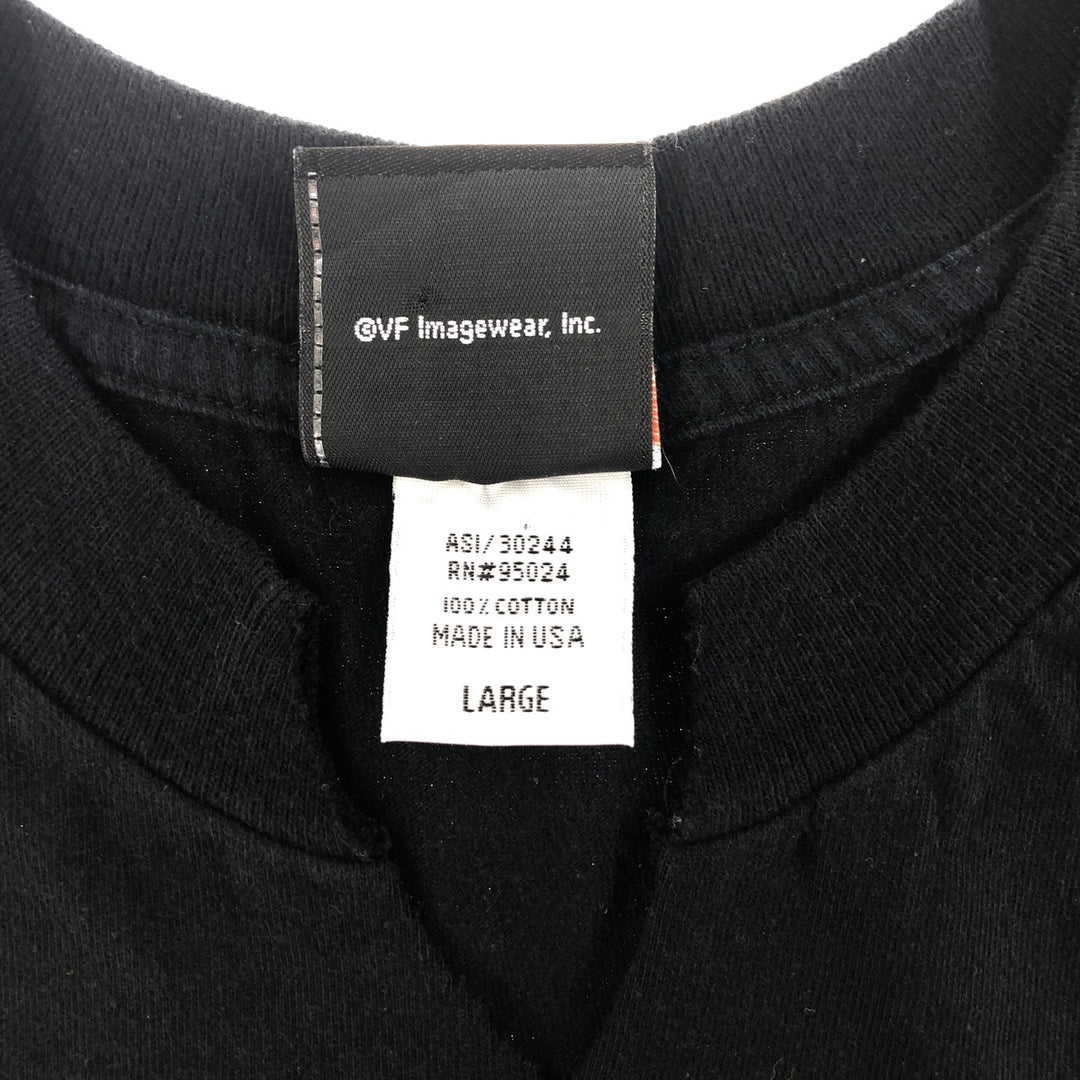 ©VF Imagewear, Inc.
ASI/30244
RN#95024
100% COTTON
MADE IN USA
LARGE